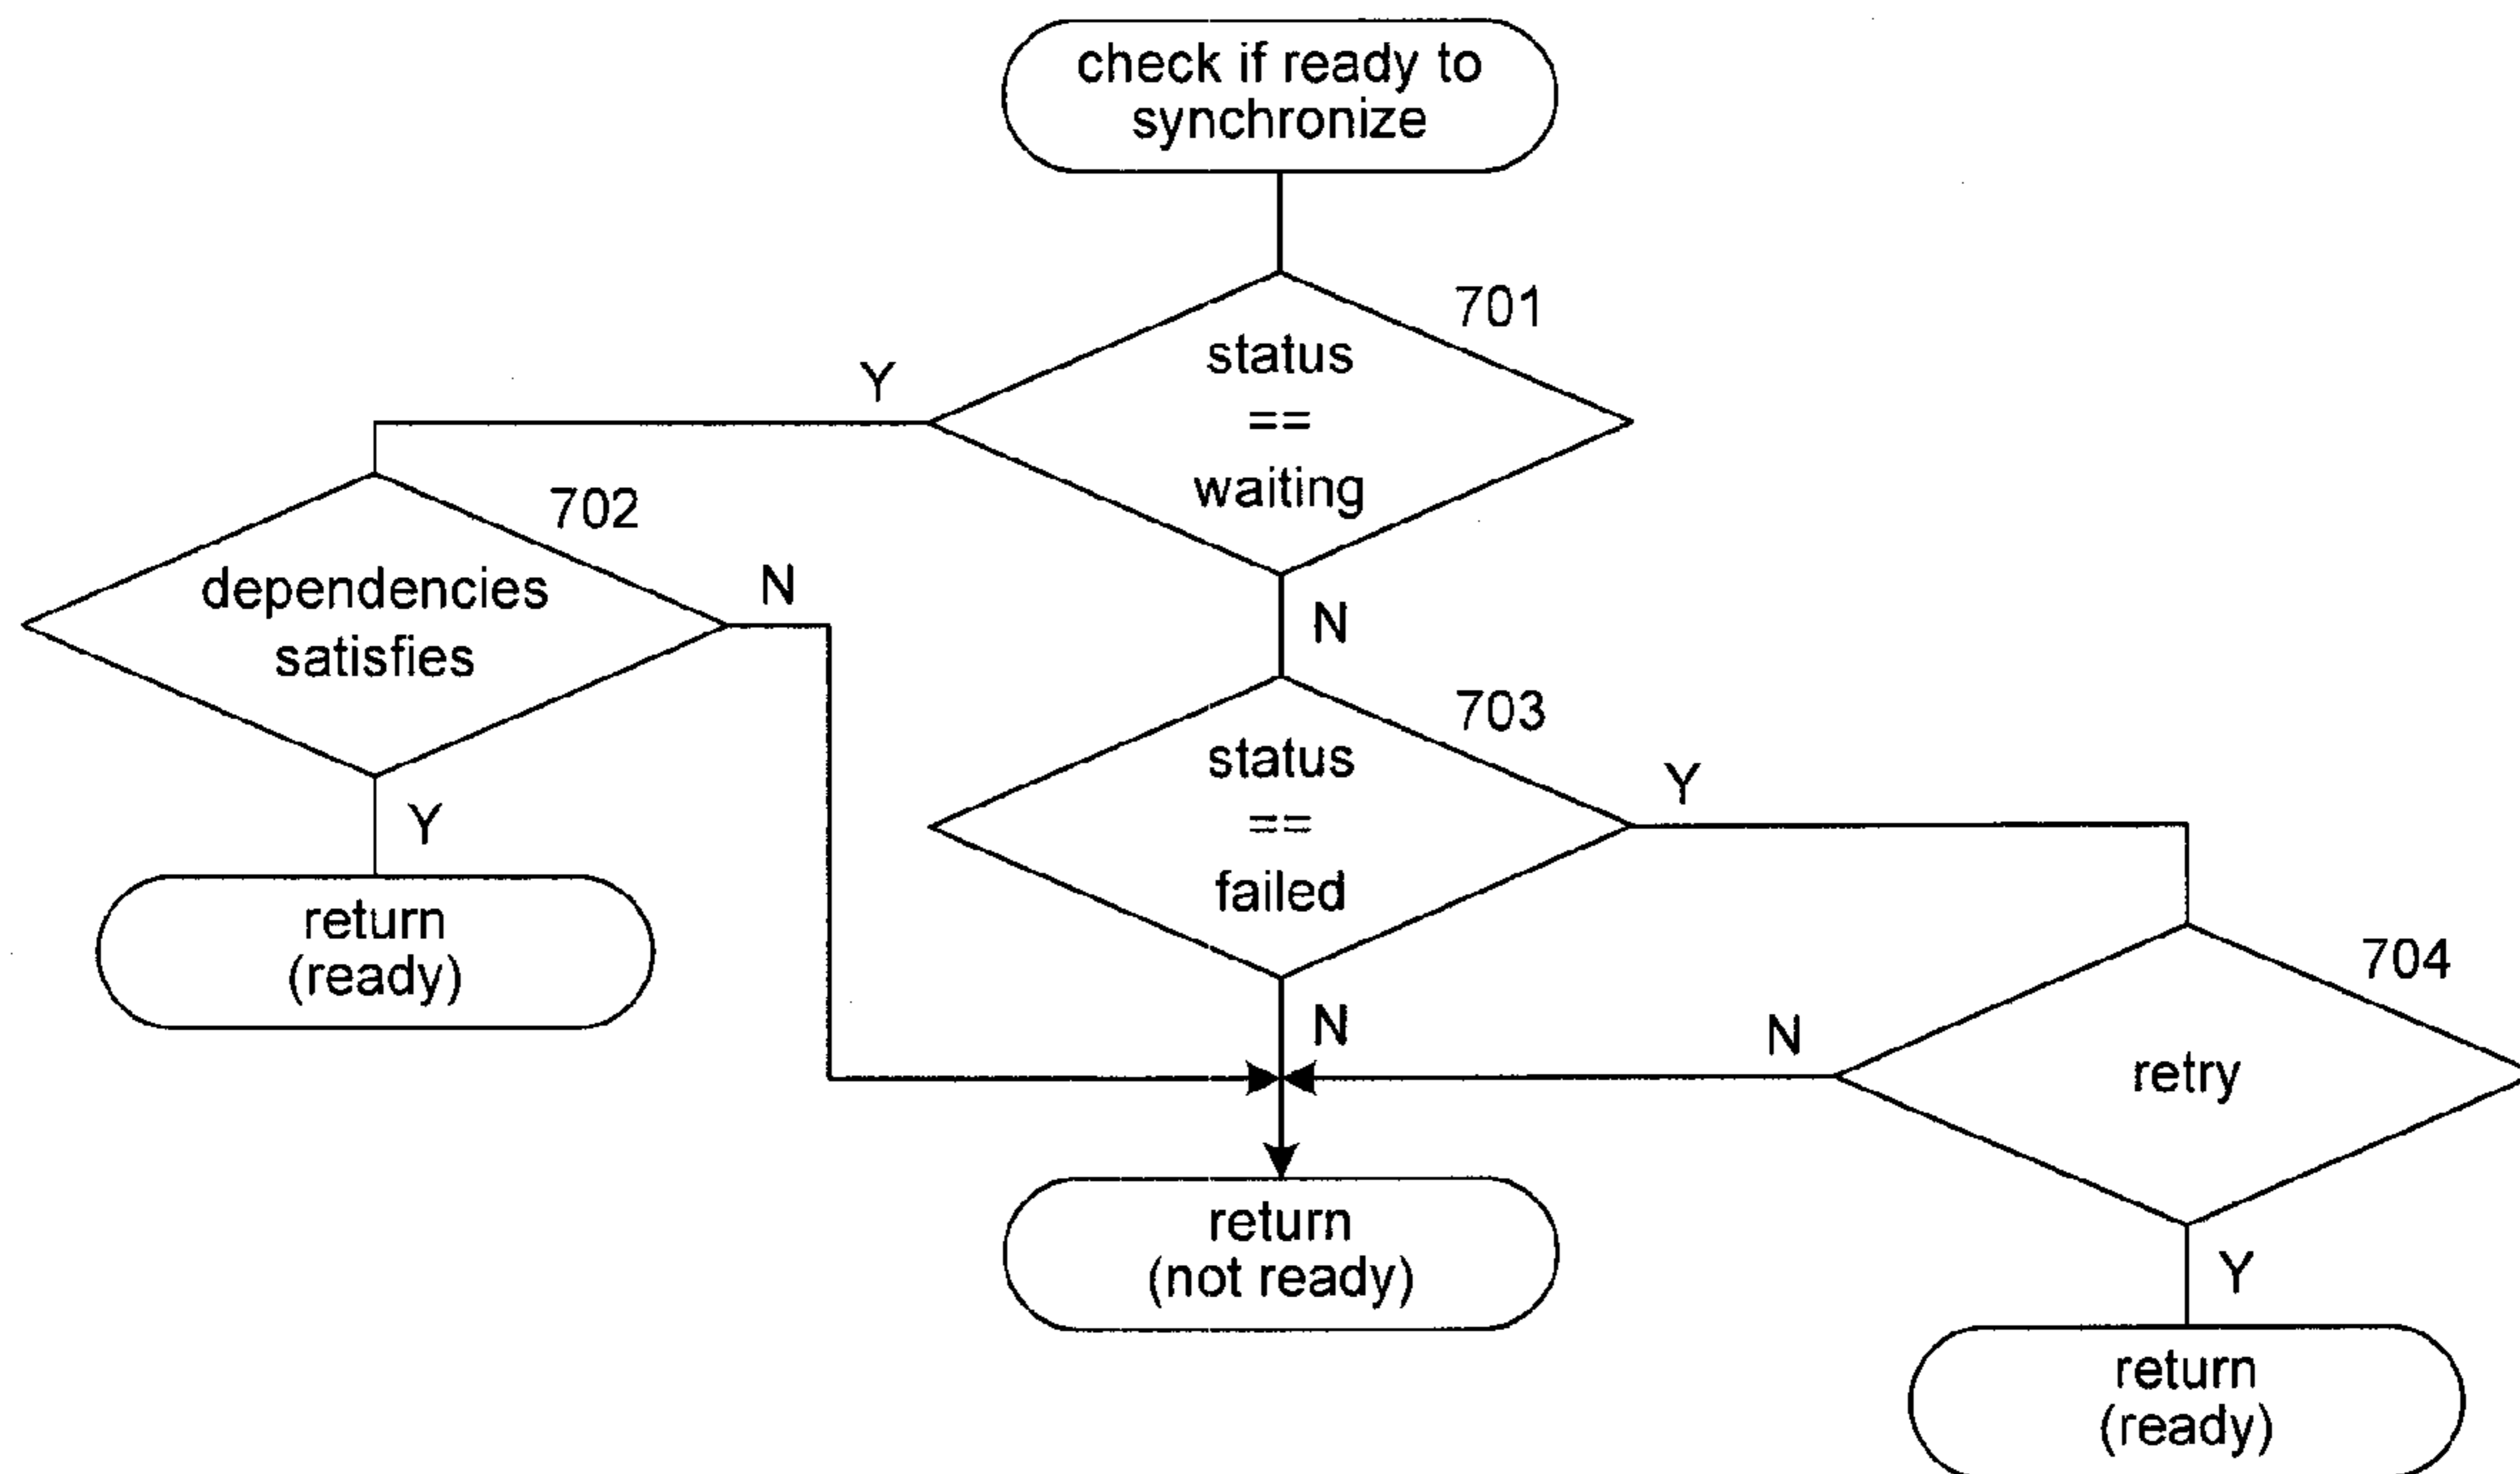 check if ready to
synchronize
701
status
==
waiting
Y
702
dependencies
satisfies
N
N
703
status
==
failed
Y
Y
return
(ready)
704
retry
N
N
return
(not ready)
Y
return
(ready)